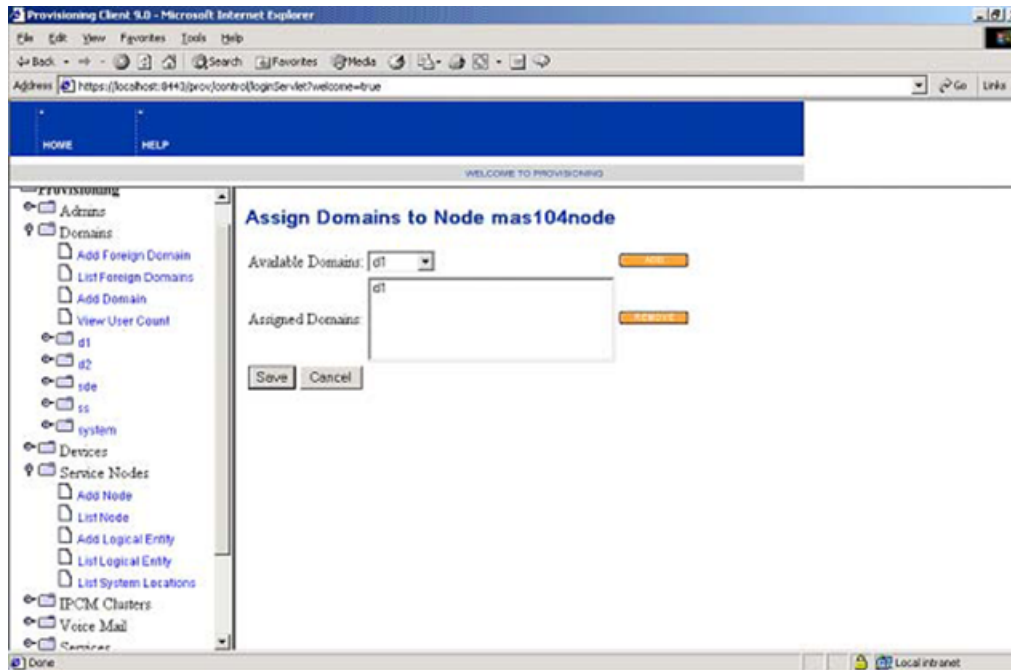 Provisioning Client 9.0 - Microsoft Internet Explorer
File Edit View Favorites Tools Help
Back Search Favorites Media
Address https://localhost:8443/prov/control/loginServlet?welcome=true Go Links
HOME HELP
WELCOME TO PROVISIONING
Provisioning
Admins
Domains
Add Foreign Domain
List Foreign Domains
Add Domain
View User Count
d1
d2
sde
ss
system
Devices
Service Nodes
Add Node
List Node
Add Logical Entity
List Logical Entity
List System Locations
IPCM Clusters
Voice Mail
Services
Assign Domains to Node mas104node
Available Domains: d1 ADD
d1
Assigned Domains: REMOVE
Save Cancel
Done Local intranet